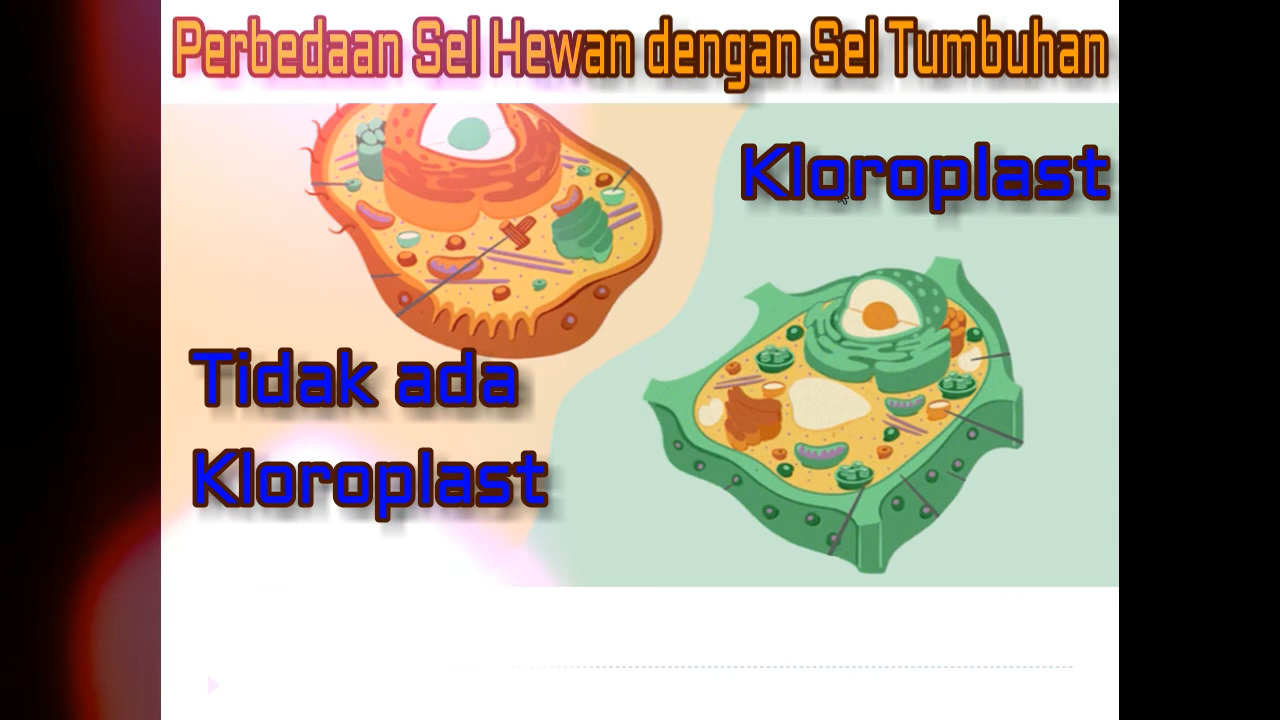 Perbedaan Sel Hewan dengan Sel Tumbuhan
Kloroplast
Tidak ada
Kloroplast